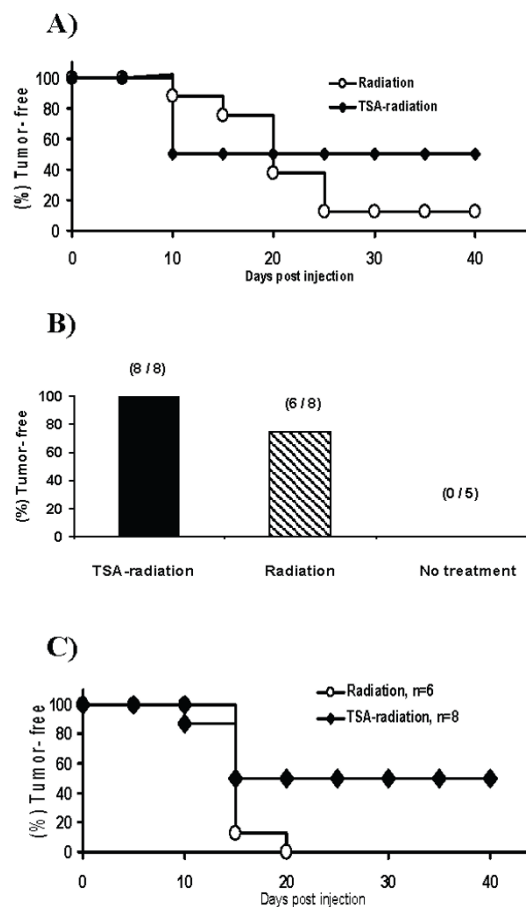 A)
(%) Tumor- free
100
80
60
40
20
0
Radiation
TSA-radiation
0 10 20 30 40
Days post injection
B)
(%) Tumor- free
100
80
60
40
20
0
(8 / 8)
(6 / 8)
(0 / 5)
TSA-radiation Radiation No treatment
C)
(%) Tumor- free
100
80
60
40
20
0
Radiation, n=6
TSA-radiation, n=8
0 10 20 30 40
Days post injection